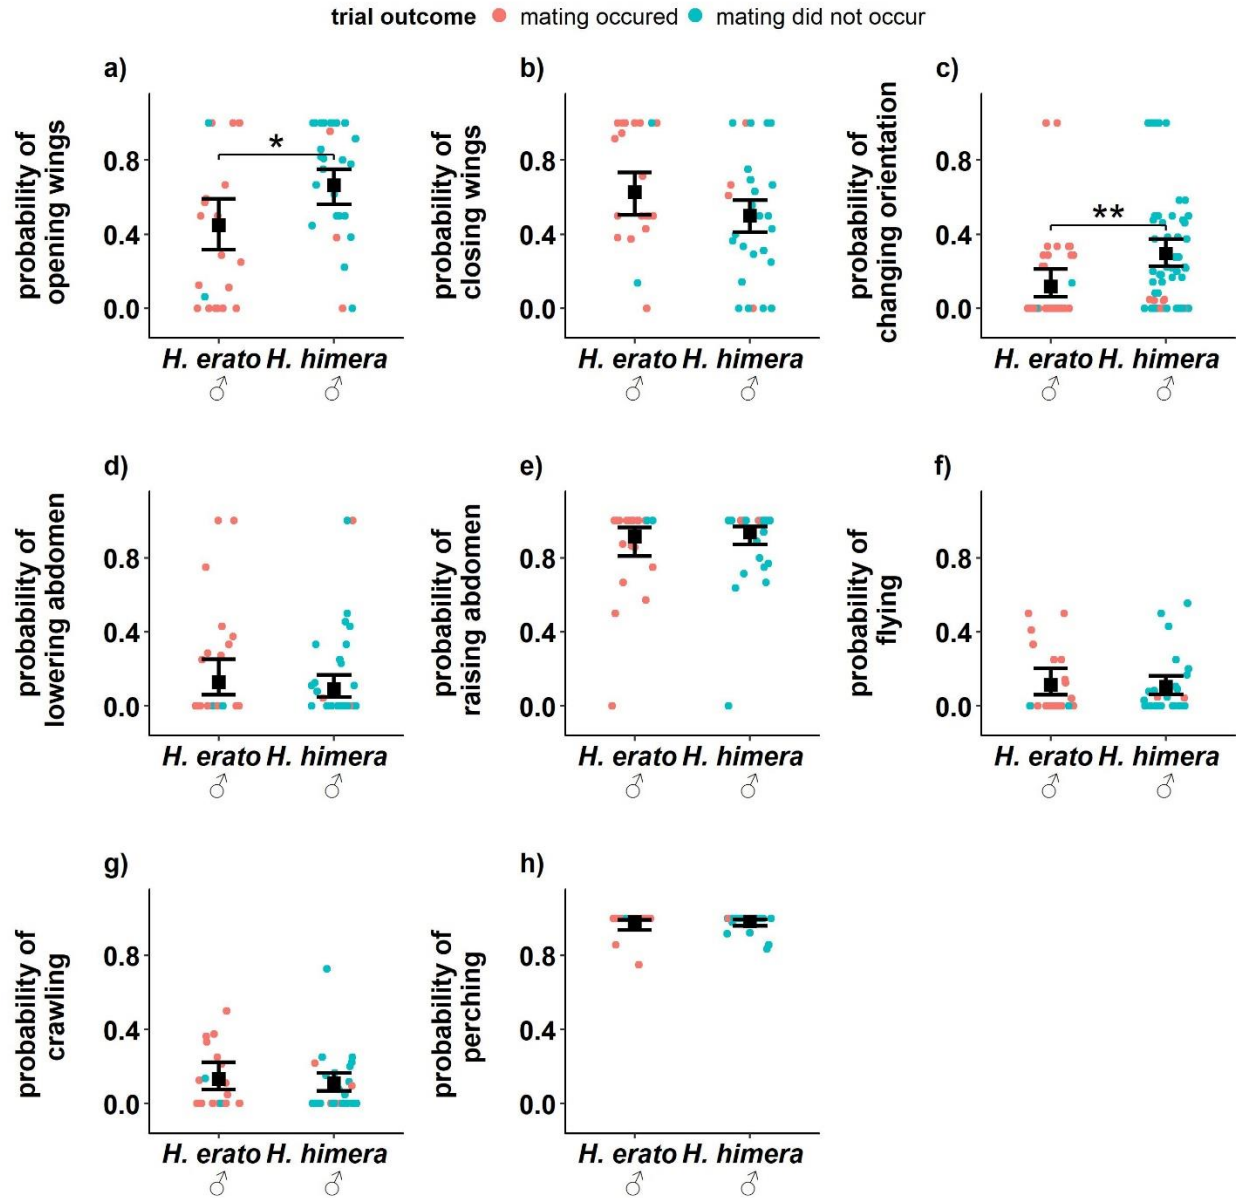 trial outcome mating occured mating did not occur
a)
probability of
opening wings
0.8
0.4
0.0
*
H. erato H. himera
♂ ♂
b)
probability of
closing wings
0.8
0.4
0.0
H. erato H. himera
♂ ♂
c)
probability of
changing orientation
0.8
0.4
0.0
**
H. erato H. himera
♂ ♂
d)
probability of
lowering abdomen
0.8
0.4
0.0
H. erato H. himera
♂ ♂
e)
probability of
raising abdomen
0.8
0.4
0.0
H. erato H. himera
♂ ♂
f)
probability of
flying
0.8
0.4
0.0
H. erato H. himera
♂ ♂
g)
probability of
crawling
0.8
0.4
0.0
H. erato H. himera
♂ ♂
h)
probability of
perching
0.8
0.4
0.0
H. erato H. himera
♂ ♂